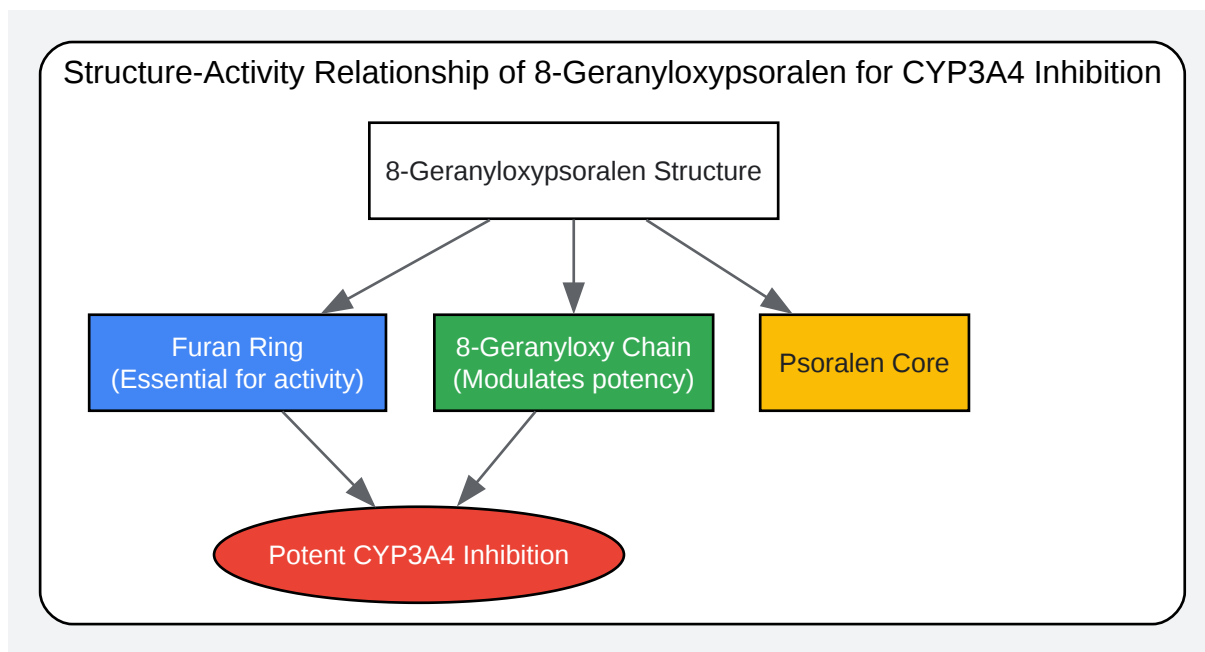 Structure-Activity Relationship of 8-Geranyloxypsoralen for CYP3A4 Inhibition
8-Geranyloxypsoralen Structure
Furan Ring
(Essential for activity)
8-Geranyloxy Chain
(Modulates potency)
Psoralen Core
Potent CYP3A4 Inhibition